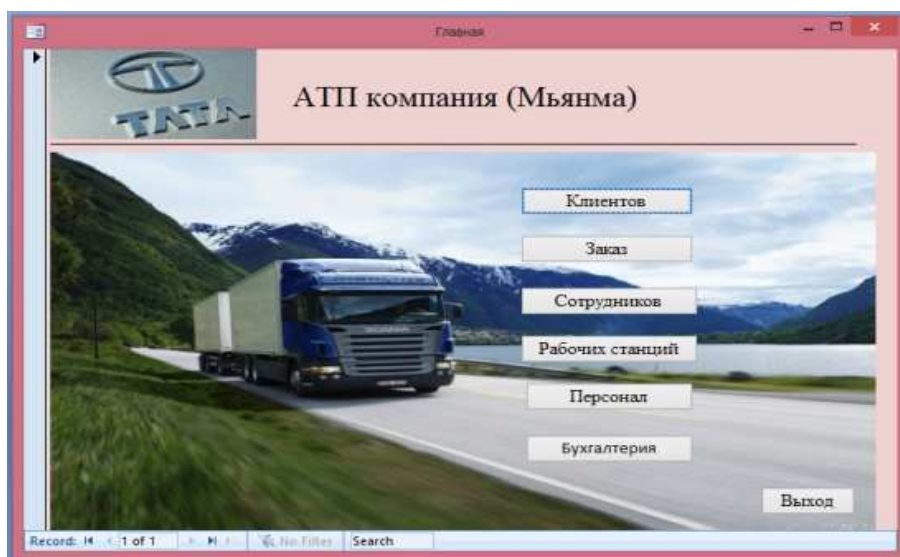 Главная
TATA
АТП компания (Мьянма)
Клиентов
Заказ
Сотрудников
Рабочих станций
Персонал
Бухгалтерия
SCANIA
Выход
Record: 1 of 1 No Filter Search